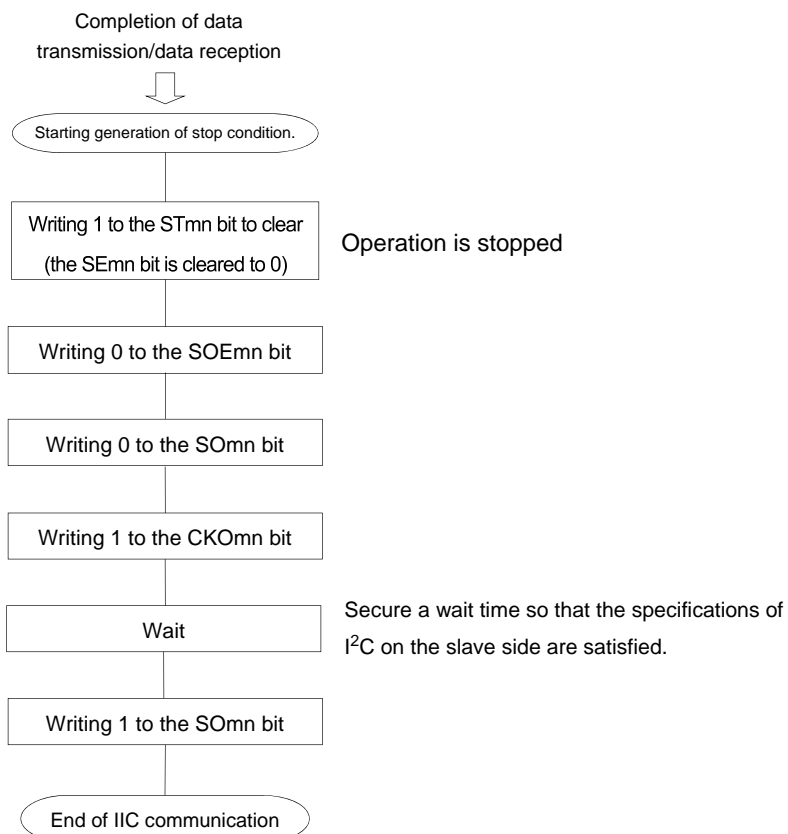 Completion of data
transmission/data reception
Starting generation of stop condition.
Writing 1 to the STmn bit to clear
(the SEmn bit is cleared to 0)
Operation is stopped
Writing 0 to the SOEmn bit
Writing 0 to the SOmn bit
Writing 1 to the CKOmn bit
Wait
Secure a wait time so that the specifications of
I²C on the slave side are satisfied.
Writing 1 to the SOmn bit
End of IIC communication